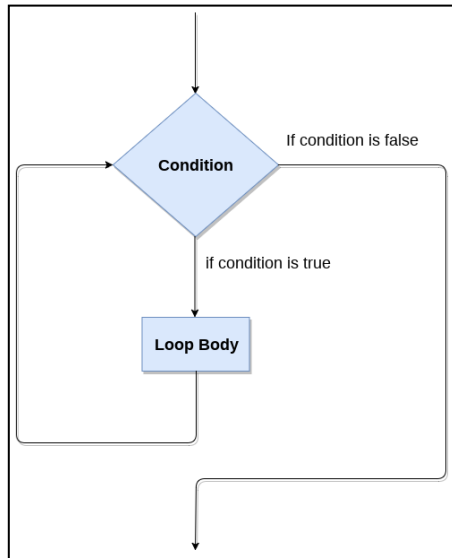 If condition is false
Condition
if condition is true
Loop Body